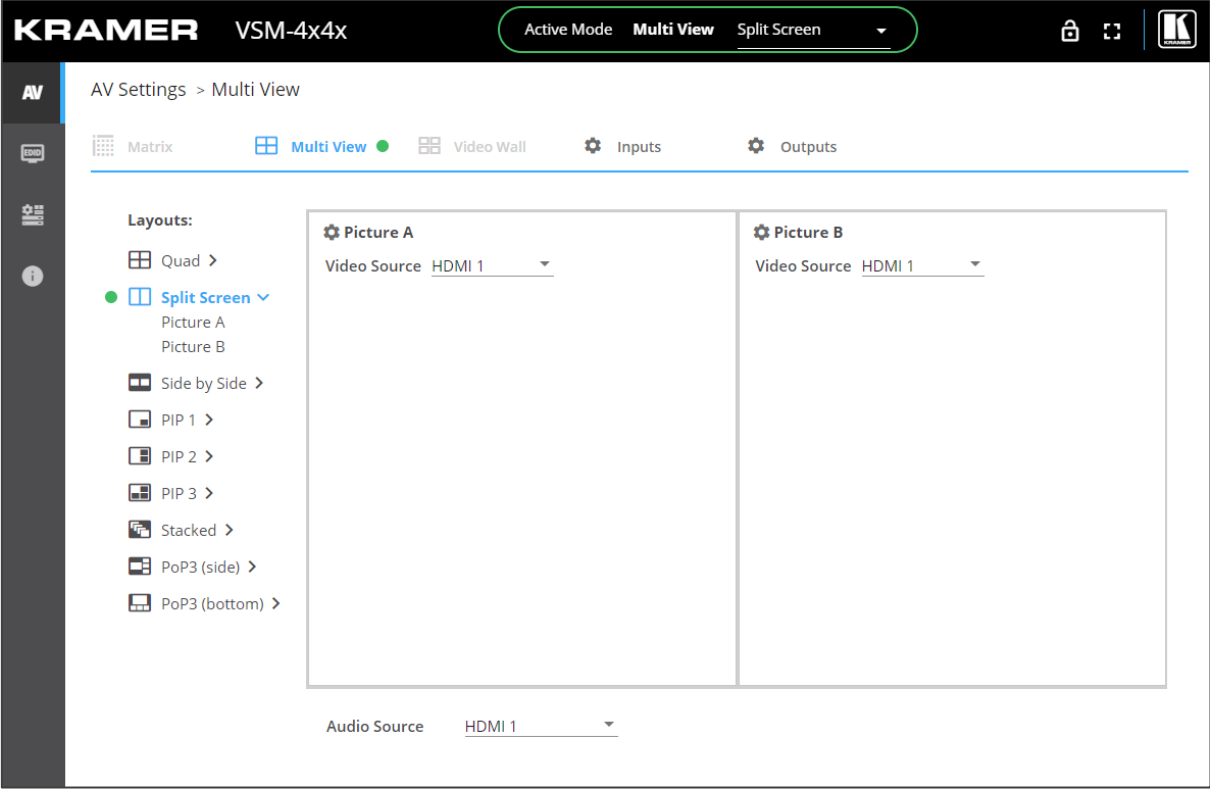 KRAMER VSM-4x4x Active Mode Multi View Split Screen KRAMER
AV AV Settings > Multi View
EDID Matrix Multi View Video Wall Inputs Outputs
Layouts:
Quad
Split Screen
Picture A
Picture B
Side by Side
PIP 1
PIP 2
PIP 3
Stacked
PoP3 (side)
PoP3 (bottom)
Picture A
Video Source HDMI 1
Picture B
Video Source HDMI 1
Audio Source HDMI 1